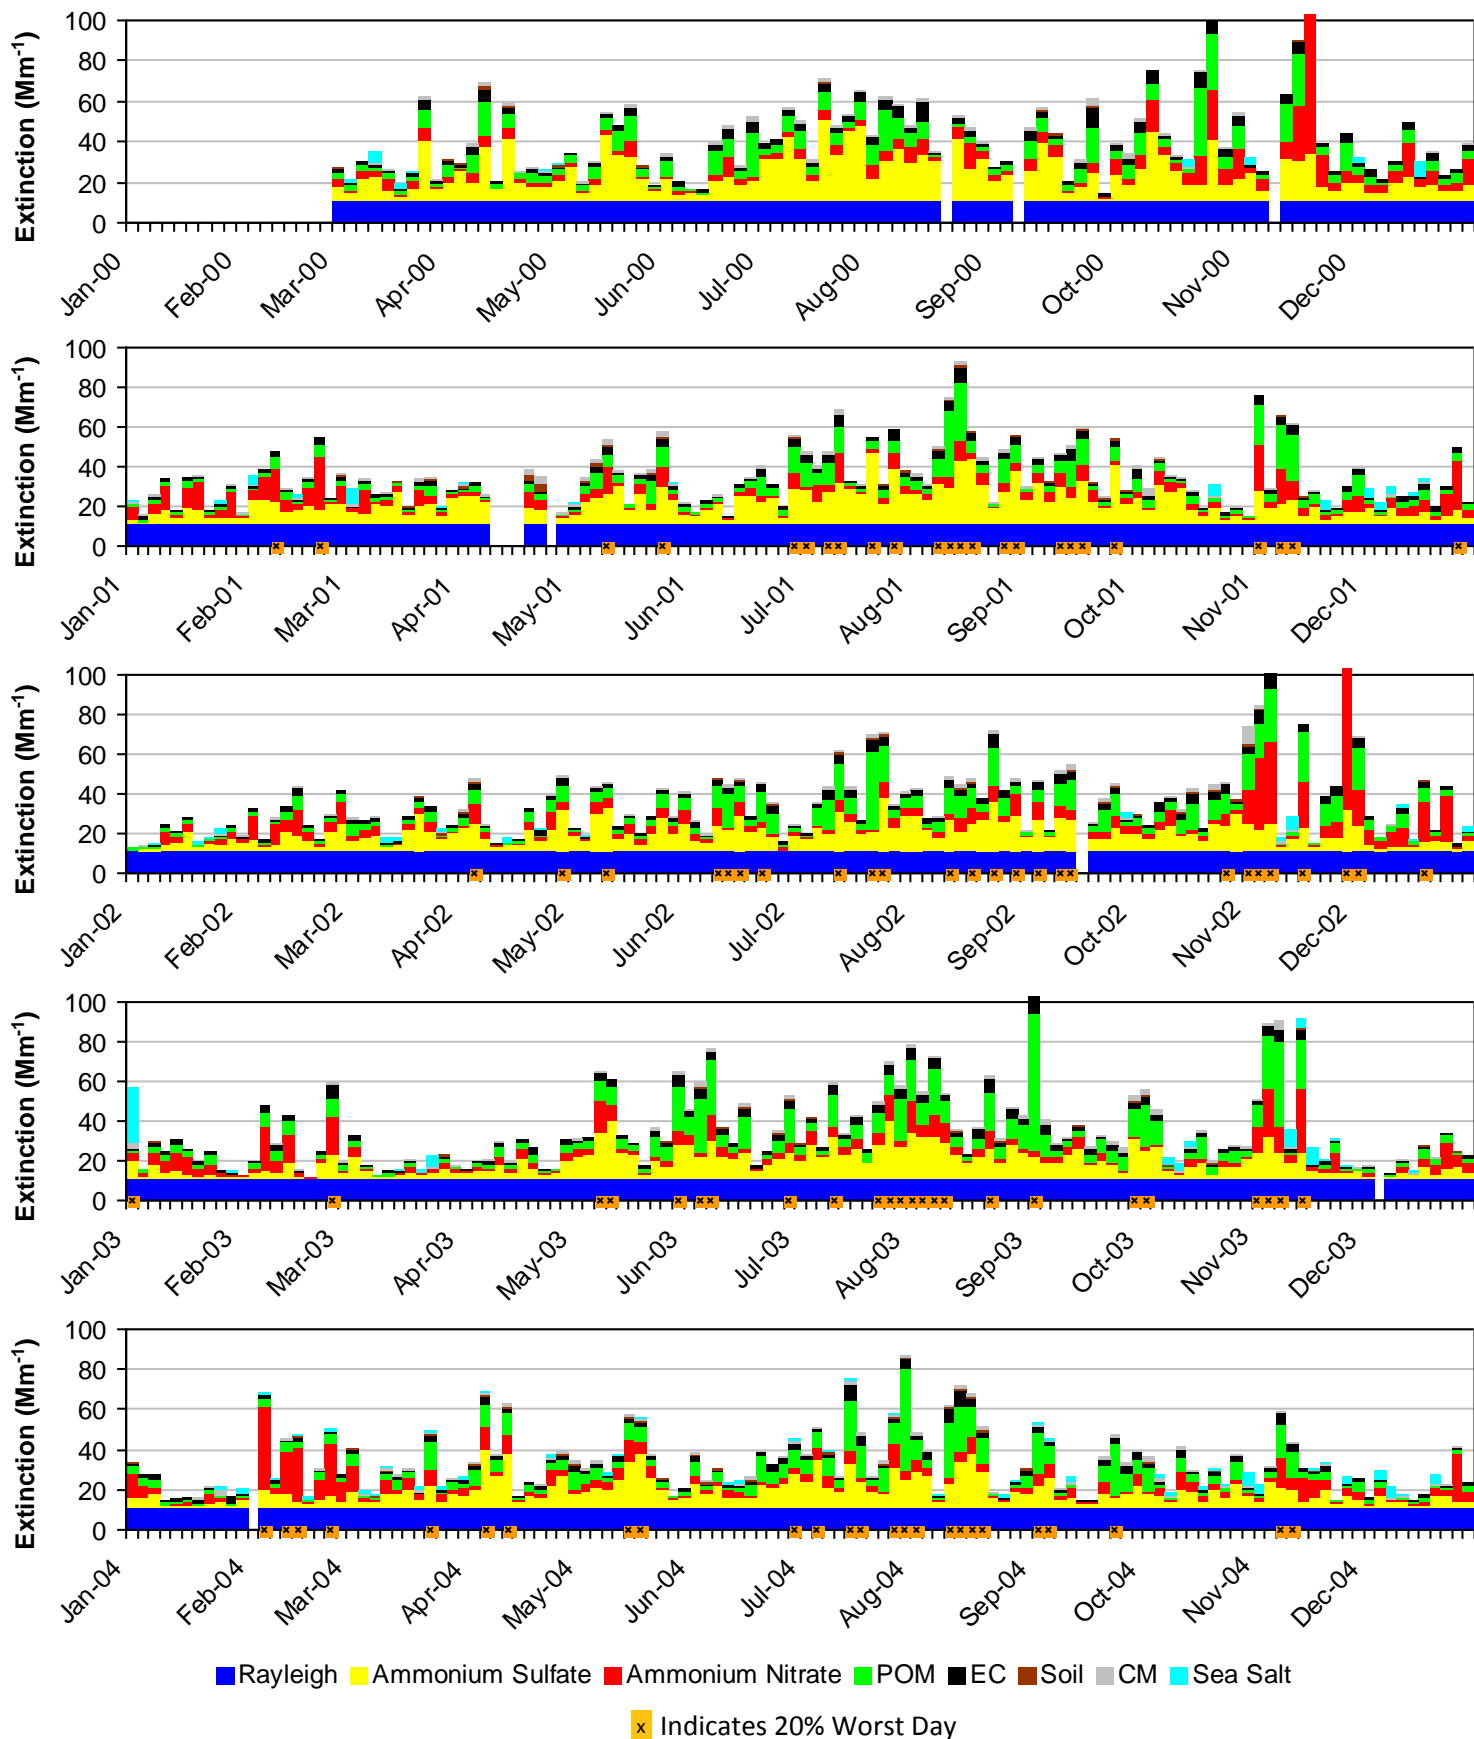 Extinction (Mm-1)
100
80
60
40
20
0
Jan-00 Feb-00 Mar-00 Apr-00 May-00 Jun-00 Jul-00 Aug-00 Sep-00 Oct-00 Nov-00 Dec-00
Extinction (Mm-1)
100
80
60
40
20
0
Jan-01 Feb-01 Mar-01 Apr-01 May-01 Jun-01 Jul-01 Aug-01 Sep-01 Oct-01 Nov-01 Dec-01
Extinction (Mm-1)
100
80
60
40
20
0
Jan-02 Feb-02 Mar-02 Apr-02 May-02 Jun-02 Jul-02 Aug-02 Sep-02 Oct-02 Nov-02 Dec-02
Extinction (Mm-1)
100
80
60
40
20
0
Jan-03 Feb-03 Mar-03 Apr-03 May-03 Jun-03 Jul-03 Aug-03 Sep-03 Oct-03 Nov-03 Dec-03
Extinction (Mm-1)
100
80
60
40
20
0
Jan-04 Feb-04 Mar-04 Apr-04 May-04 Jun-04 Jul-04 Aug-04 Sep-04 Oct-04 Nov-04 Dec-04
Rayleigh Ammonium Sulfate Ammonium Nitrate POM EC Soil CM Sea Salt
x Indicates 20% Worst Day